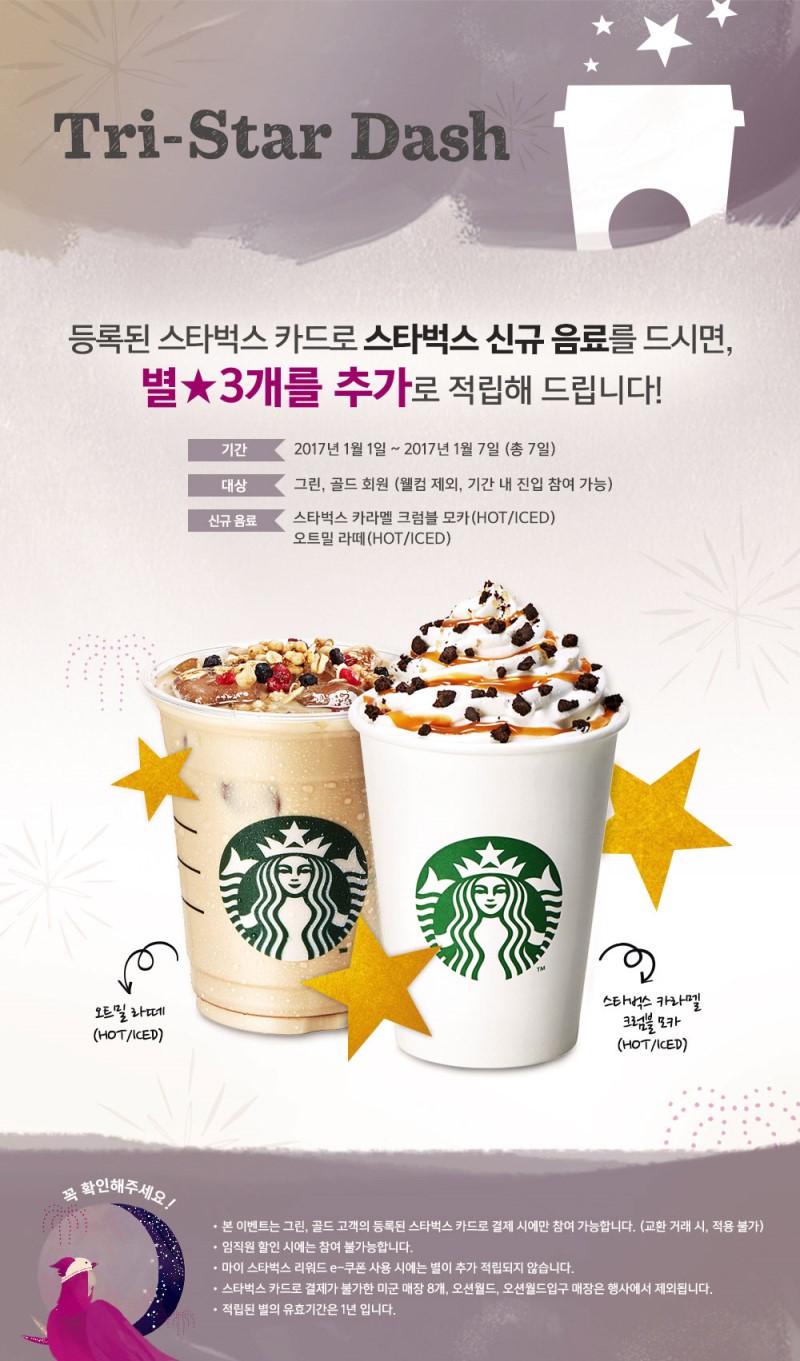 Tri-Star Dash
등록된 스타벅스 카드로 스타벅스 신규 음료를 드시면,
별★3개를 추가로 적립해 드립니다!
기간 2017년 1월 1일 ~ 2017년 1월 7일 (총 7일)
대상 그린, 골드 회원 (웰컴 제외, 기간 내 진입 참여 가능)
신규 음료 스타벅스 카라멜 크럼블 모카(HOT/ICED)
오트밀 라떼(HOT/ICED)
오트밀 라떼
(HOT/ICED)
TM
스타벅스 카라멜
크럼블 모카
(HOT/ICED)
꼭 확인해주세요!
• 본 이벤트는 그린, 골드 고객의 등록된 스타벅스 카드로 결제 시에만 참여 가능합니다. (교환 거래 시, 적용 불가)
• 임직원 할인 시에는 참여 불가능합니다.
• 마이 스타벅스 리워드 e-쿠폰 사용 시에는 별이 추가 적립되지 않습니다.
• 스타벅스 카드로 결제가 불가한 미군 매장 8개, 오션월드, 오션월드입구 매장은 행사에서 제외됩니다.
• 적립된 별의 유효기간은 1년 입니다.